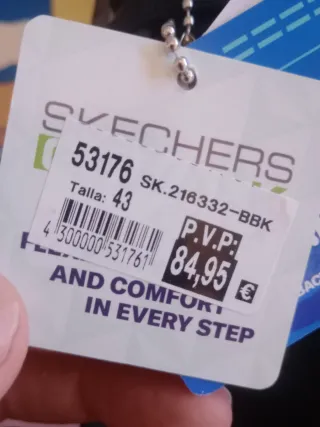 SKECHERS
53176 SK.216332-BBK
Talla: 43
P.V.P:
84,95 €
4 300000 531761
AND COMFORT
IN EVERY STEP